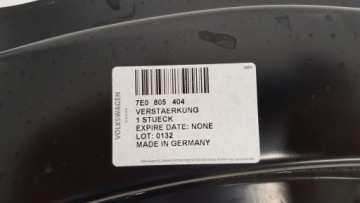 VOLKSWAGEN
7E0 805 404
VERSTAERKUNG
1 STUECK
EXPIRE DATE: NONE
LOT: 0132
MADE IN GERMANY